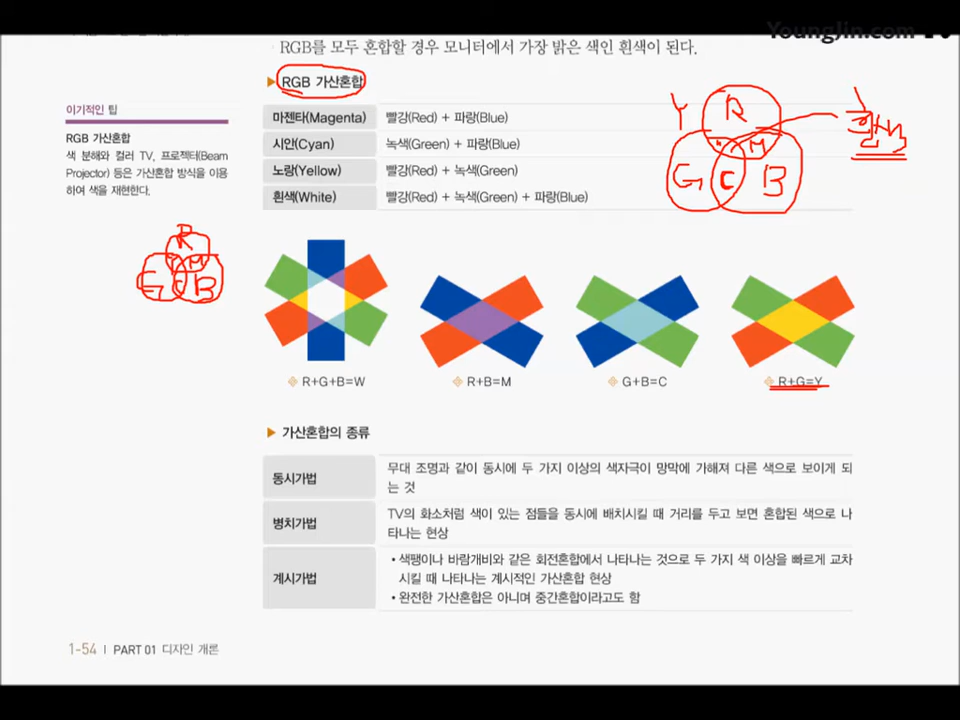 Younglin.com
RGB를 모두 혼합할 경우 모니터에서 가장 밝은 색인 흰색이 된다.
▶ RGB 가산혼합
마젠타(Magenta) 빨강(Red) + 파랑(Blue)
시안(Cyan) 녹색(Green) + 파랑(Blue)
노랑(Yellow) 빨강(Red) + 녹색(Green)
흰색(White) 빨강(Red) + 녹색(Green) + 파랑(Blue)
이기적인 팁
RGB 가산혼합
색 분해와 컬러 TV, 프로젝터(Beam
Projector) 등은 가산혼합 방식을 이용
하여 색을 재현한다.
Y R
G C M B
흰색
R
G M B
R+G+B=W
R+B=M
G+B=C
R+G=Y
▶ 가산혼합의 종류
동시가법 무대 조명과 같이 동시에 두 가지 이상의 색자극이 망막에 가해져 다른 색으로 보이게 되
는 것
병치가법 TV의 화소처럼 색이 있는 점들을 동시에 배치시킬 때 거리를 두고 보면 혼합된 색으로 나
타나는 현상
계시가법 • 색팽이나 바람개비와 같은 회전혼합에서 나타나는 것으로 두 가지 색 이상을 빠르게 교차
시킬 때 나타나는 계시적인 가산혼합 현상
• 완전한 가산혼합은 아니며 중간혼합이라고도 함
1-54 | PART 01 디자인 개론